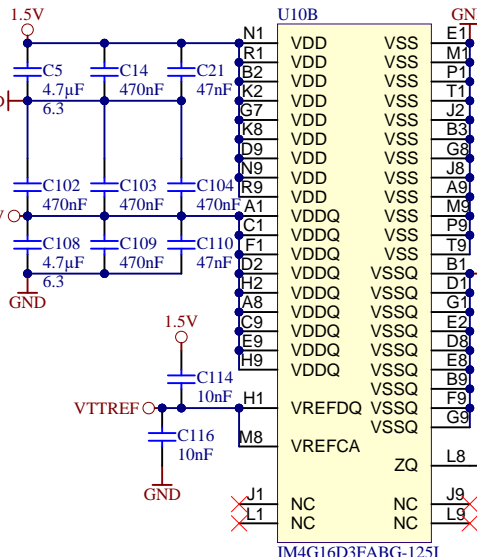 1.5V U10B GND
N1 VDD VSS E1
R1 VDD VSS M1
C5 C14 C21 B2 VDD VSS P1
4.7µF 470nF 47nF K2 VDD VSS T1
6.3 G7 VDD VSS J2
K8 VDD VSS B3
D9 VDD VSS G8
C102 C103 C104 N9 VDD VSS J8
470nF 470nF 470nF R9 VDD VSS A9
A1 VDDQ VSS M9
C108 C109 C110 C1 VDDQ VSS P9
4.7µF 470nF 47nF F1 VDDQ VSS T9
6.3 D2 VDDQ VSSQ B1
GND H2 VDDQ VSSQ D1
A8 VDDQ VSSQ G1
1.5V C9 VDDQ VSSQ E2
E9 VDDQ VSSQ D8
H9 VDDQ VSSQ E8
C114 VSSQ B9
10nF
VTTREF H1 VREFDQ VSSQ F9
VSSQ G9
C116 M8 VREFCA
10nF ZQ L8
GND J1 NC NC J9
L1 NC NC L9
IM4G16D3FABG-125I